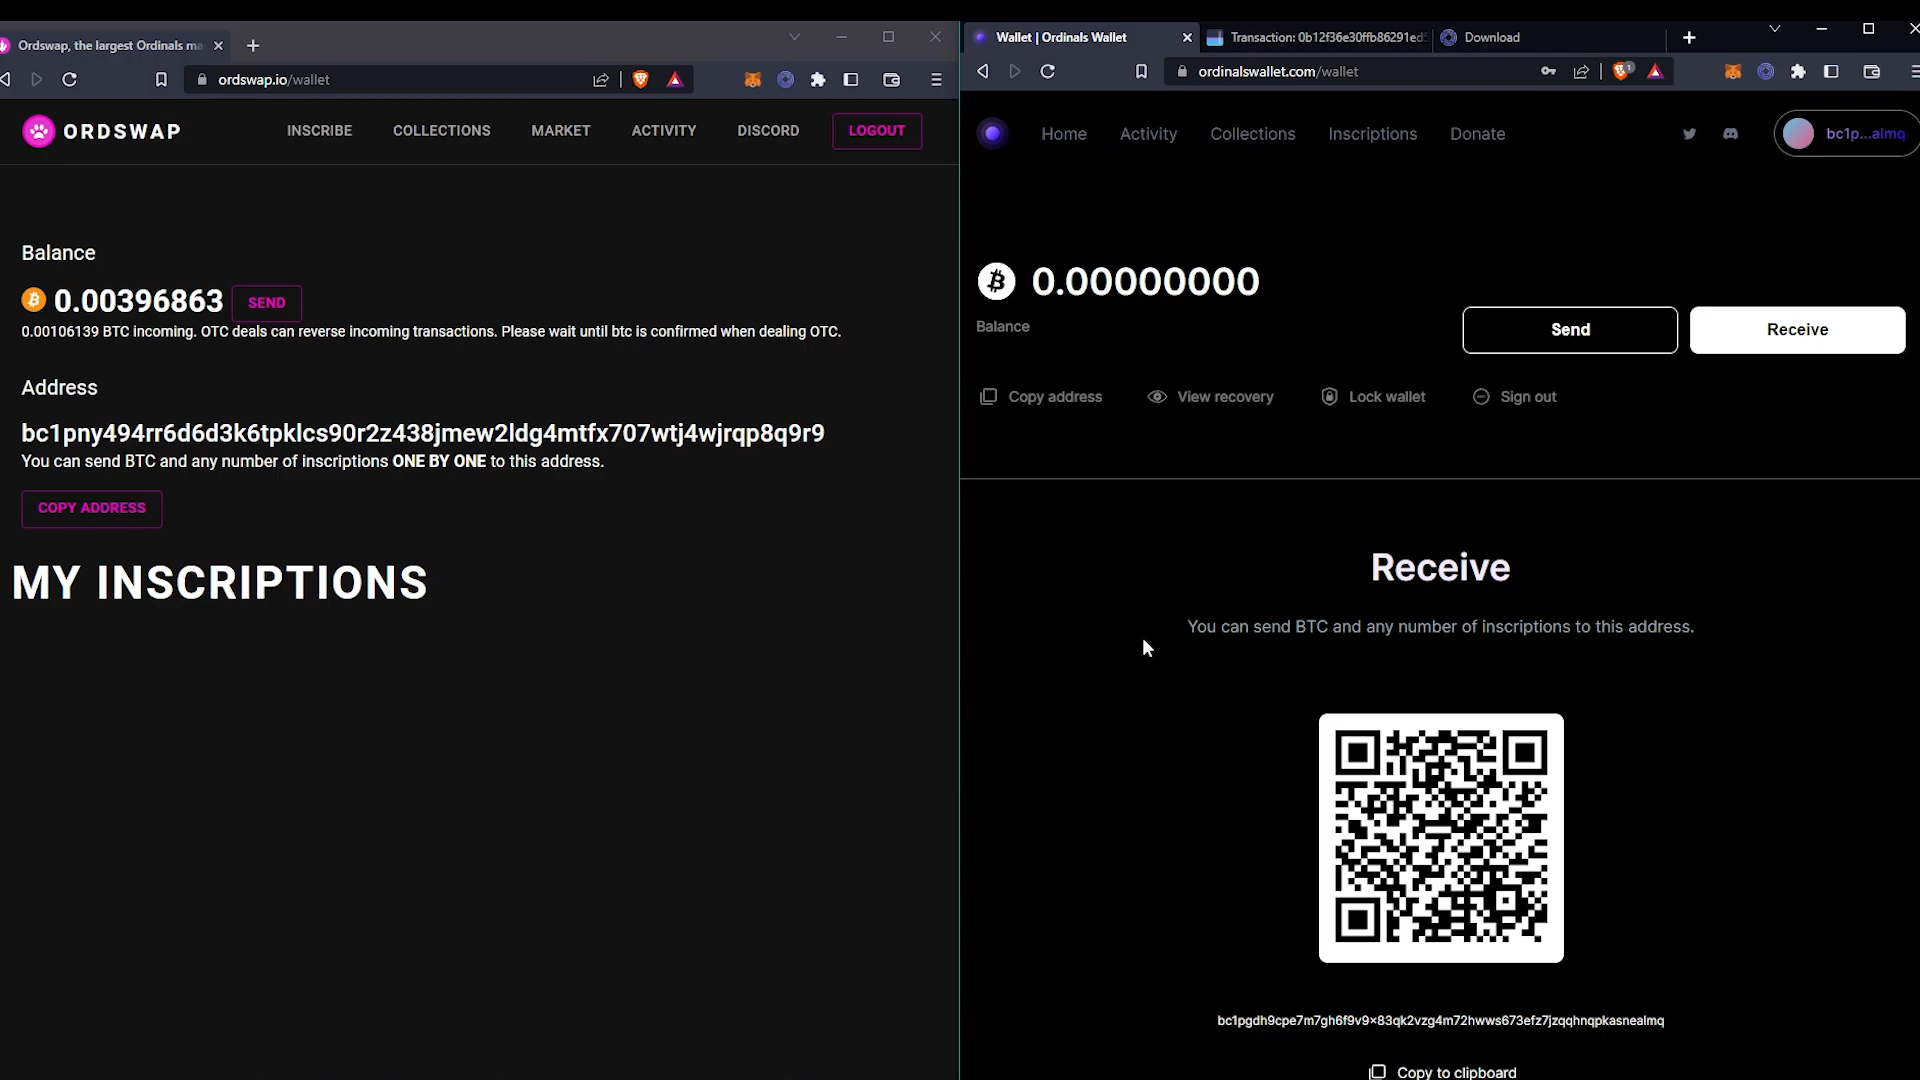 Ordswap, the largest Ordinals ma
ordswap.io/wallet
ORDSWAP
INSCRIBE
COLLECTIONS
MARKET
ACTIVITY
DISCORD
LOGOUT
Balance
0.00396863
SEND
0.00106139 BTC incoming. OTC deals can reverse incoming transactions. Please wait until btc is confirmed when dealing OTC.
Address
bc1pny494rr6d6d3k6tpklcs90r2z438jmew2ldg4mtfx707wtj4wjrqp8q9r9
You can send BTC and any number of inscriptions ONE BY ONE to this address.
COPY ADDRESS
MY INSCRIPTIONS
Wallet | Ordinals Wallet
Transaction: 0b12f36e30ffb86291ed
Download
ordinalswallet.com/wallet
1
Home
Activity
Collections
Inscriptions
Donate
bc1p...almq
0.00000000
Balance
Send
Receive
Copy address
View recovery
Lock wallet
Sign out
Receive
You can send BTC and any number of inscriptions to this address.
bc1pgdh9cpe7m7gh6f9v9x83qk2vzg4m72hwws673efz7jzqqhnqpkasnealmq
Copy to clipboard